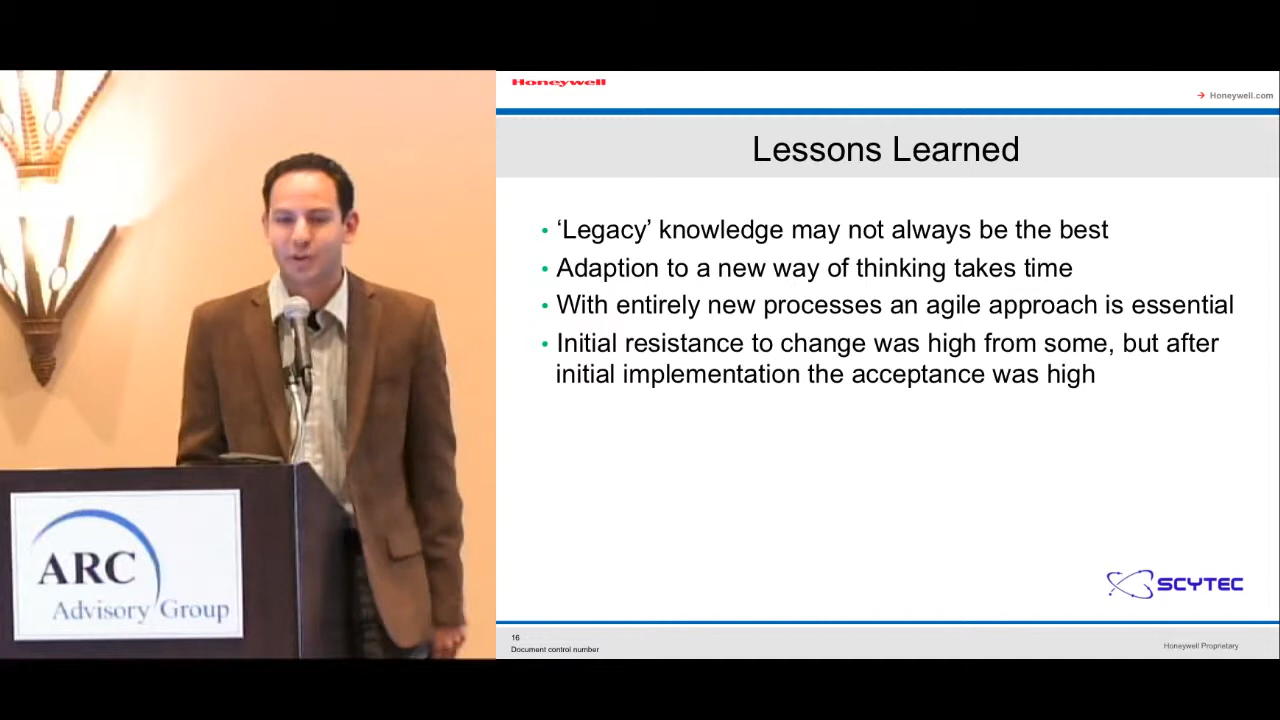 Honeywell
→ Honeywell.com
Lessons Learned
• ‘Legacy’ knowledge may not always be the best
• Adaption to a new way of thinking takes time
• With entirely new processes an agile approach is essential
• Initial resistance to change was high from some, but after
initial implementation the acceptance was high
SCYTEC
16
Document control number
Honeywell Proprietary
ARC
Advisory Group